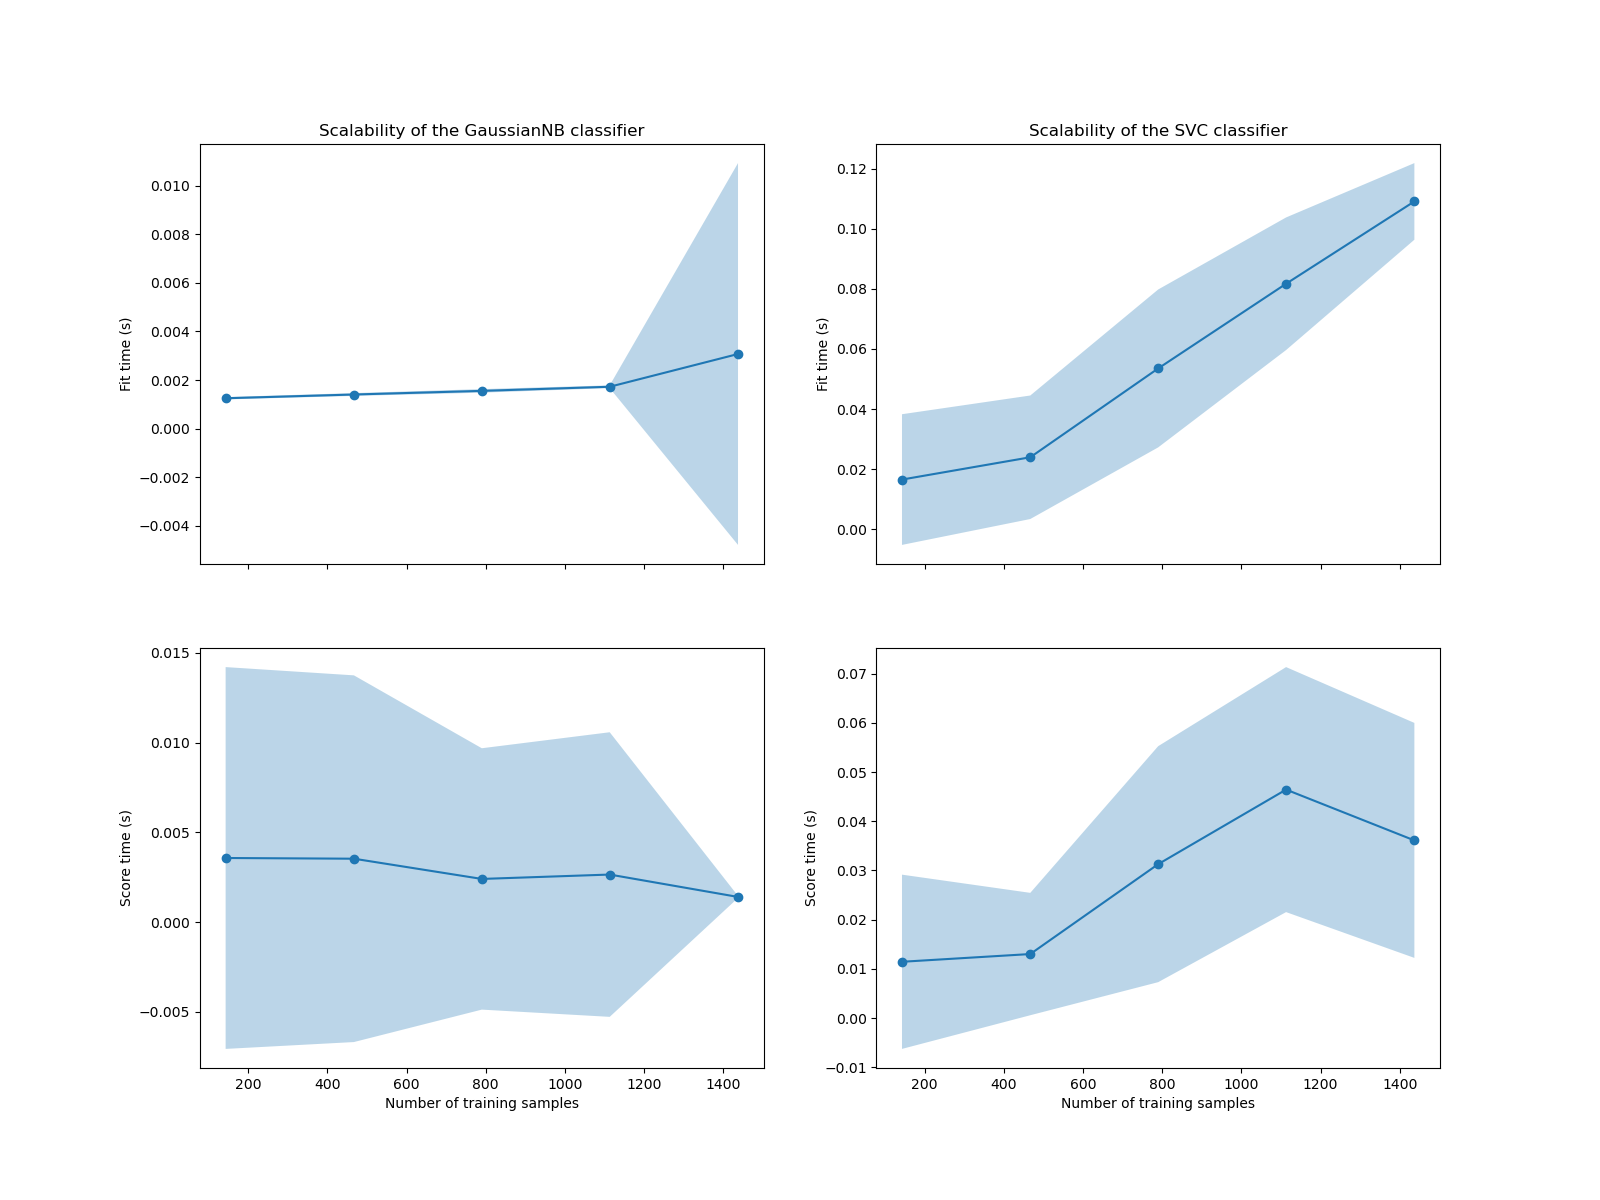 Scalability of the GaussianNB classifier
Scalability of the SVC classifier
0.010
0.008
0.006
0.004
0.002
0.000
−0.002
−0.004
Fit time (s)
0.12
0.10
0.08
0.06
0.04
0.02
0.00
Fit time (s)
0.015
0.010
0.005
0.000
−0.005
Score time (s)
200 400 600 800 1000 1200 1400
Number of training samples
0.07
0.06
0.05
0.04
0.03
0.02
0.01
0.00
−0.01
Score time (s)
200 400 600 800 1000 1200 1400
Number of training samples